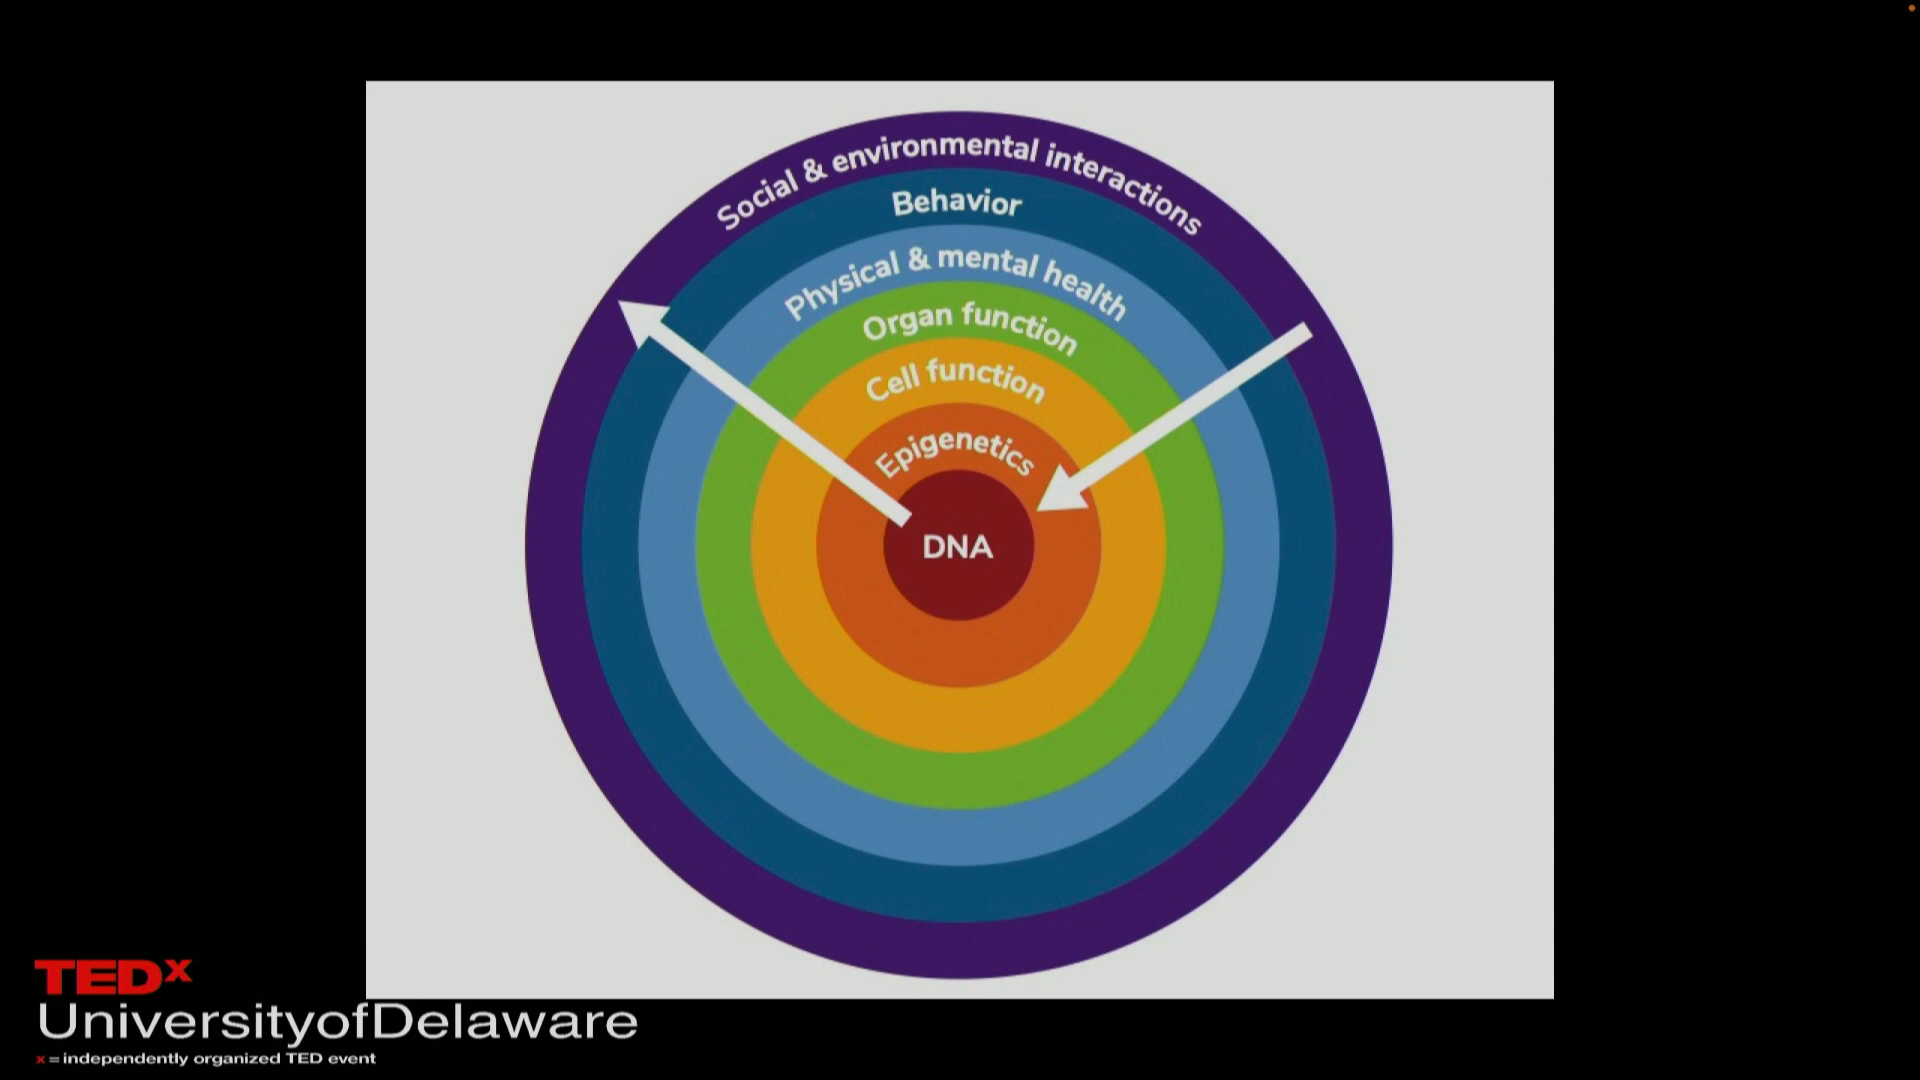 Social & environmental interactions
Behavior
Physical & mental health
Organ function
Cell function
Epigenetics
DNA
TEDx
UniversityofDelaware
x = independently organized TED event